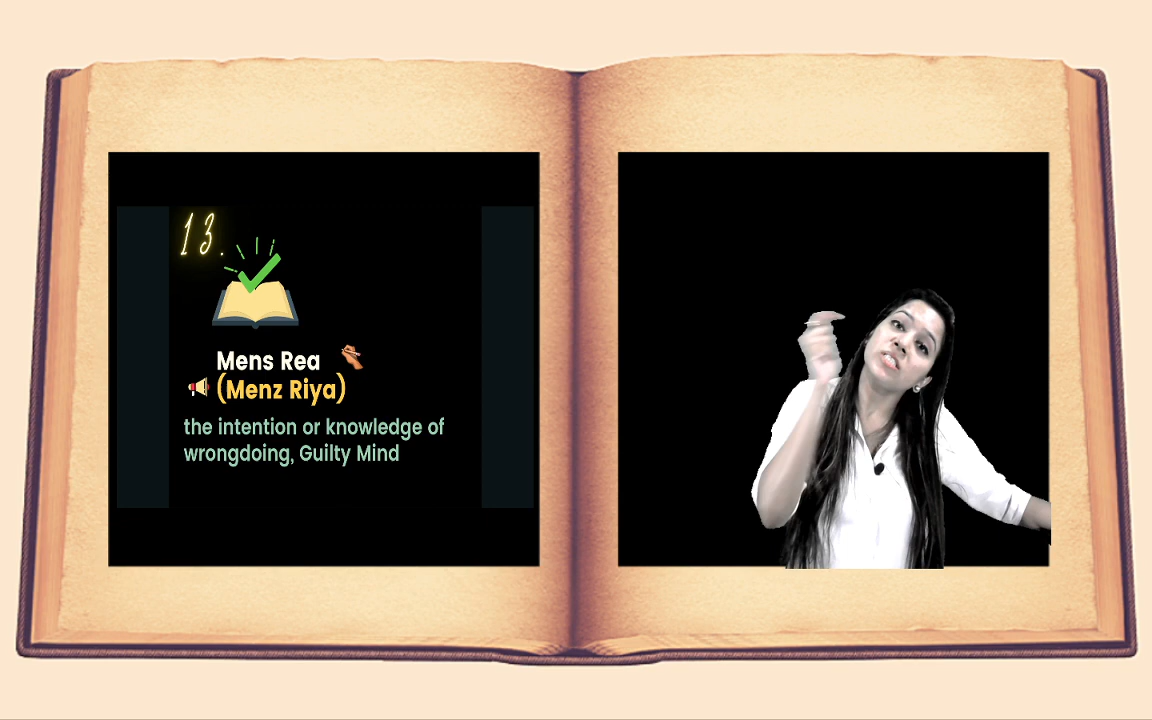 13.
Mens Rea
(Menz Riya)
the intention or knowledge of
wrongdoing, Guilty Mind